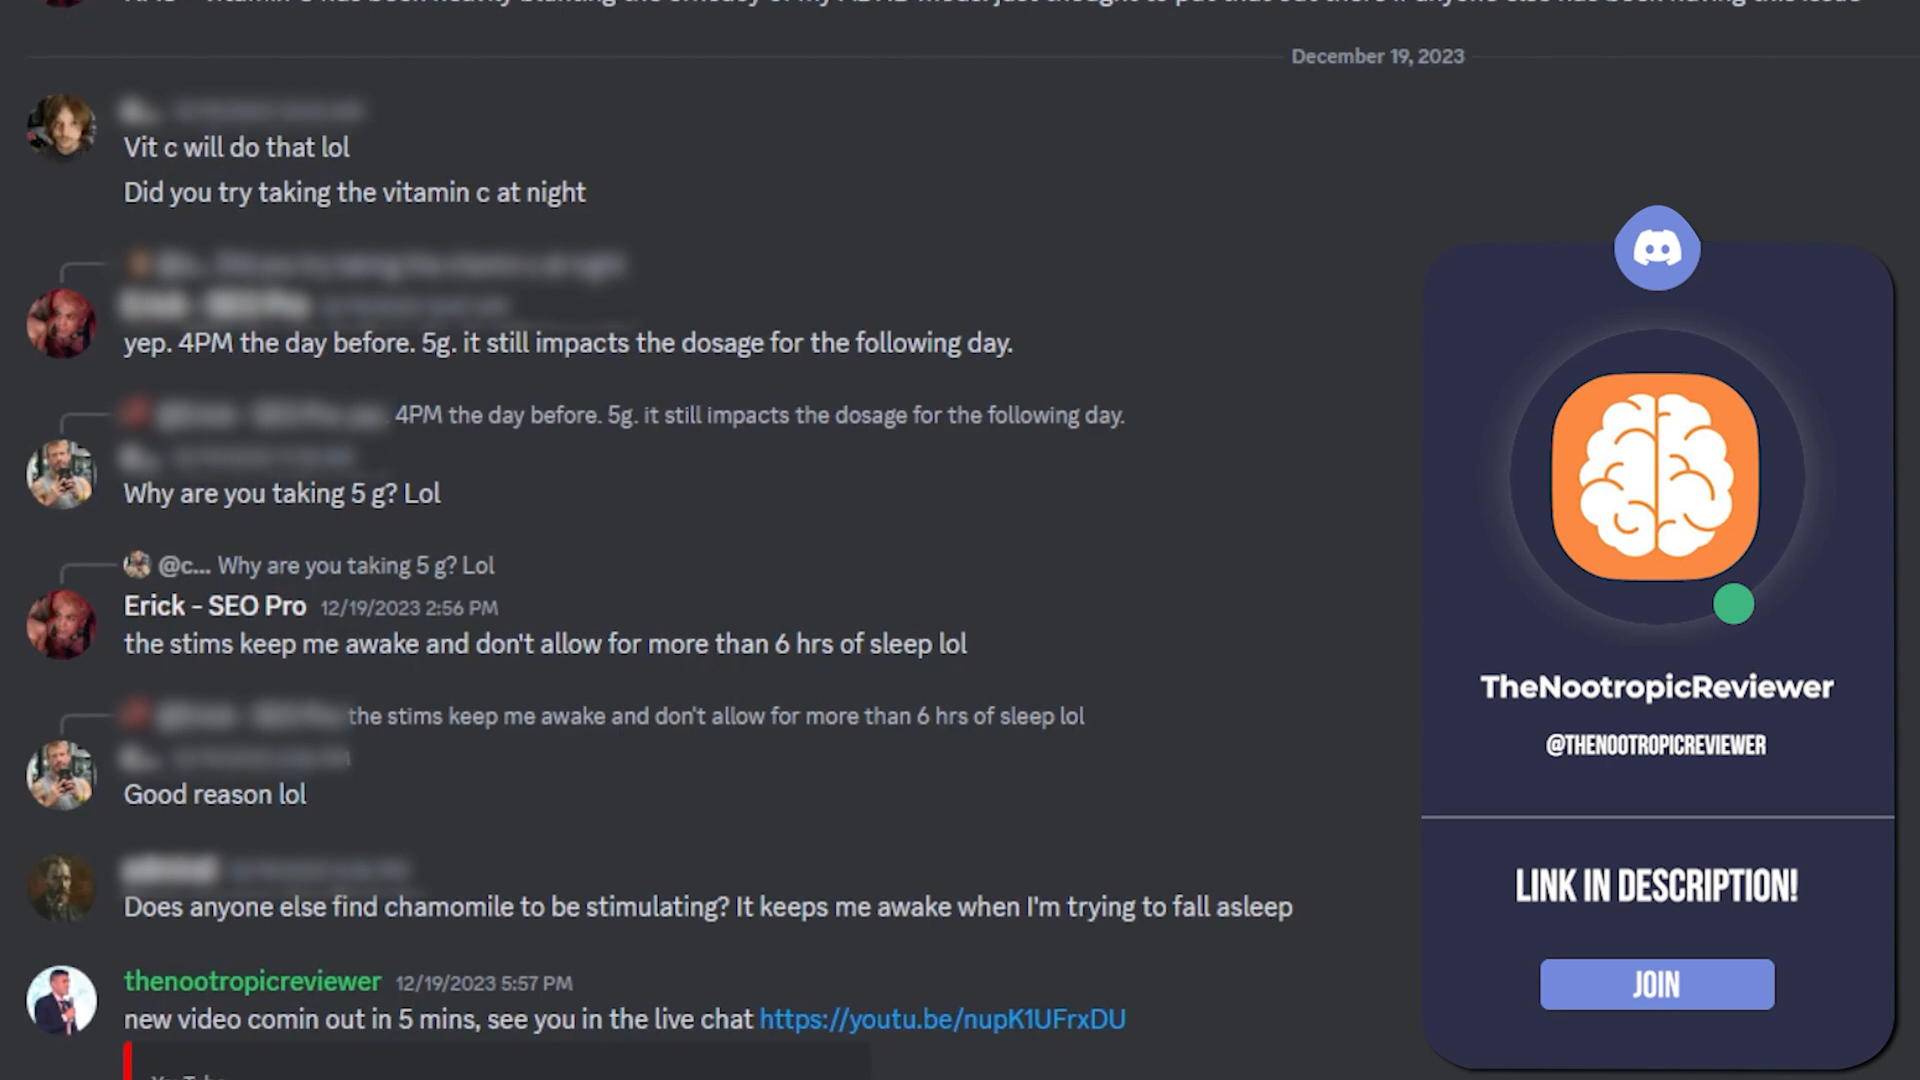 December 19, 2023
Vit c will do that lol
Did you try taking the vitamin c at night
yep. 4PM the day before. 5g. it still impacts the dosage for the following day.
4PM the day before. 5g. it still impacts the dosage for the following day.
Why are you taking 5 g? Lol
@c... Why are you taking 5 g? Lol
Erick - SEO Pro 12/19/2023 2:56 PM
the stims keep me awake and don't allow for more than 6 hrs of sleep lol
the stims keep me awake and don't allow for more than 6 hrs of sleep lol
Good reason lol
Does anyone else find chamomile to be stimulating? It keeps me awake when I'm trying to fall asleep
thenootropicreviewer 12/19/2023 5:57 PM
new video comin out in 5 mins, see you in the live chat https://youtu.be/nupK1UFrxDU
TheNootropicReviewer
@THENOOTROPICREVIEWER
LINK IN DESCRIPTION!
JOIN